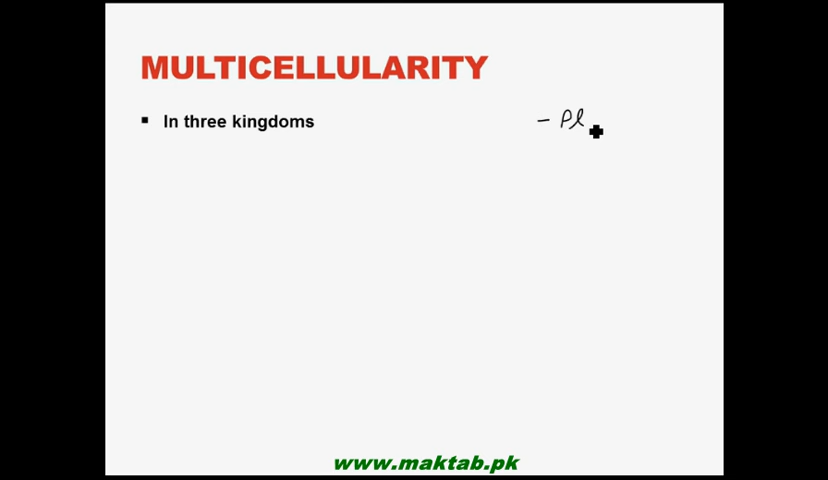 MULTICELLULARITY
▪ In three kingdoms
– Pl
www.maktab.pk